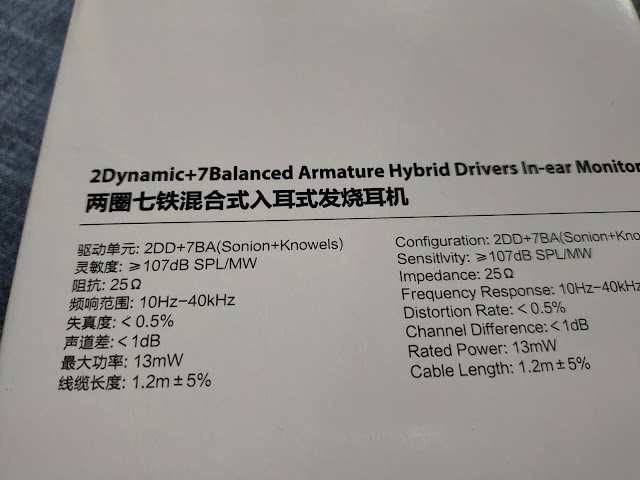 2Dynamic+7Balanced Armature Hybrid Drivers In-ear Monitor
两圈七铁混合式入耳式发烧耳机
驱动单元: 2DD+7BA(Sonion+Knowels)
灵敏度: ≥107dB SPL/MW
阻抗: 25Ω
频响范围: 10Hz-40kHz
失真度: < 0.5%
声道差: <1dB
最大功率: 13mW
线缆长度: 1.2m±5%
Configuration: 2DD+7BA(Sonion+Kno
Sensitivity: ≥107dB SPL/MW
Impedance: 25Ω
Frequency Response: 10Hz-40kHz
Distortion Rate: < 0.5%
Channel Difference: <1dB
Rated Power: 13mW
Cable Length: 1.2m±5%